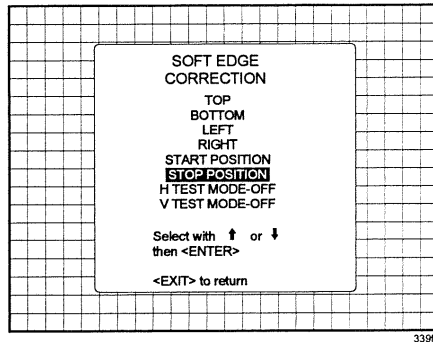 SOFT EDGE
CORRECTION
TOP
BOTTOM
LEFT
RIGHT
START POSITION
STOP POSITION
H TEST MODE-OFF
V TEST MODE-OFF
Select with ↑ or ↓
then <ENTER>
<EXIT> to return